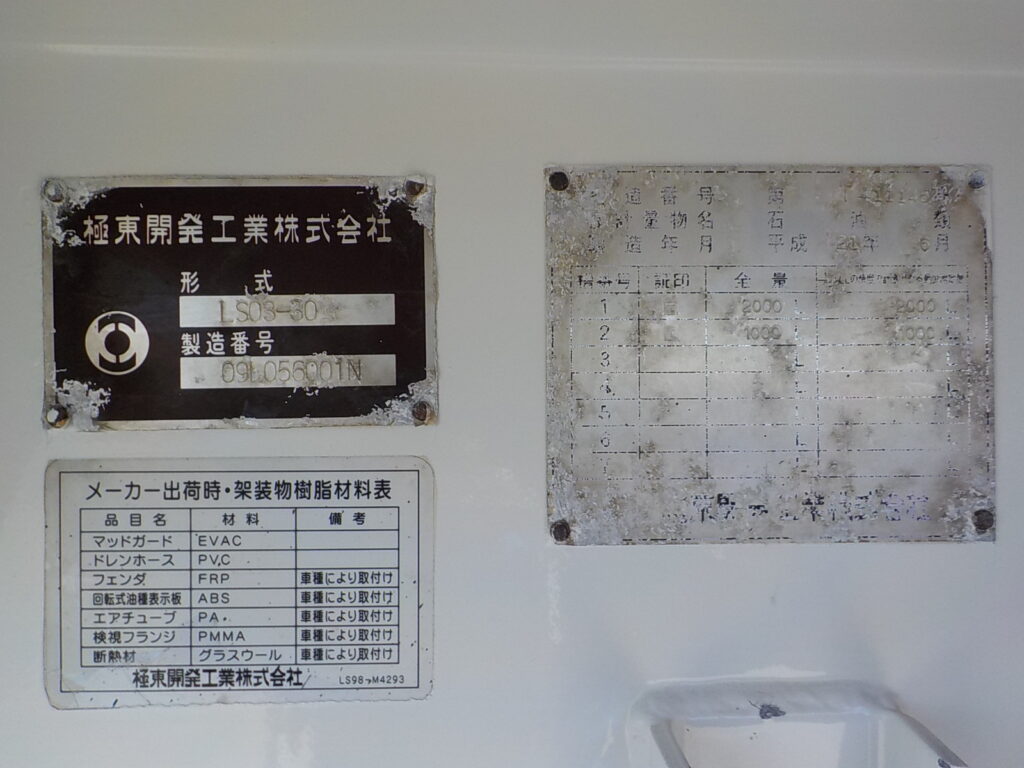 極東開発工業株式会社
形 式
LS03-30
製造番号
09L056001N
メーカー出荷時・架装物樹脂材料表
品目名 材料 備考
マッドガード EVAC
ドレンホース PVC
フェンダ FRP 車種により取付け
回転式油種表示板 ABS 車種により取付け
エアチューブ PA 車種により取付け
検視フランジ PMMA 車種により取付け
断熱材 グラスウール 車種により取付け
極東開発工業株式会社 LS98-M4293
番号 第
物名 石 油 類
造年月 平成 21年 6月
証印 全量
1 2000 L 2000 L
2 1000 L 1000 L
3 L L
4 L L
5 L
6 L